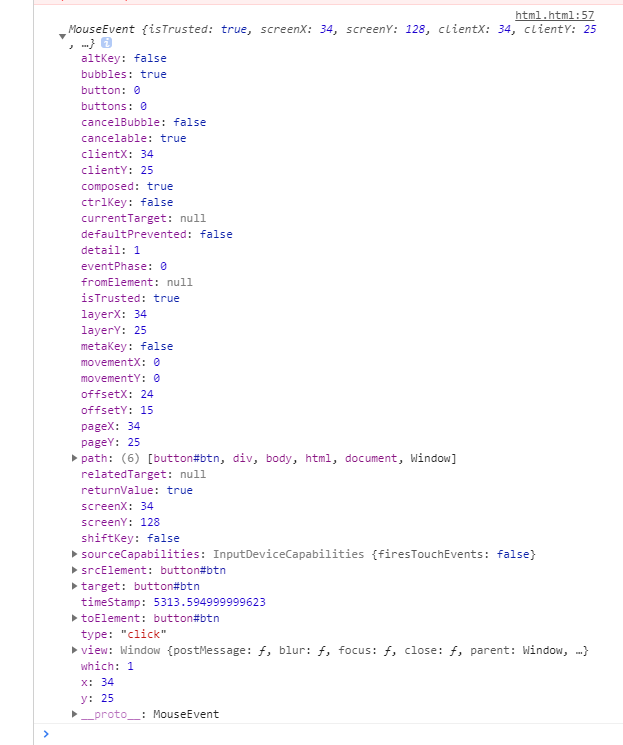 html.html:57
MouseEvent {isTrusted: true, screenX: 34, screenY: 128, clientX: 34, clientY: 25
, …} i
altKey: false
bubbles: true
button: 0
buttons: 0
cancelBubble: false
cancelable: true
clientX: 34
clientY: 25
composed: true
ctrlKey: false
currentTarget: null
defaultPrevented: false
detail: 1
eventPhase: 0
fromElement: null
isTrusted: true
layerX: 34
layerY: 25
metaKey: false
movementX: 0
movementY: 0
offsetX: 24
offsetY: 15
pageX: 34
pageY: 25
path: (6) [button#btn, div, body, html, document, Window]
relatedTarget: null
returnValue: true
screenX: 34
screenY: 128
shiftKey: false
sourceCapabilities: InputDeviceCapabilities {firesTouchEvents: false}
srcElement: button#btn
target: button#btn
timeStamp: 5313.594999999623
toElement: button#btn
type: "click"
view: Window {postMessage: ƒ, blur: ƒ, focus: ƒ, close: ƒ, parent: Window, …}
which: 1
x: 34
y: 25
__proto__: MouseEvent